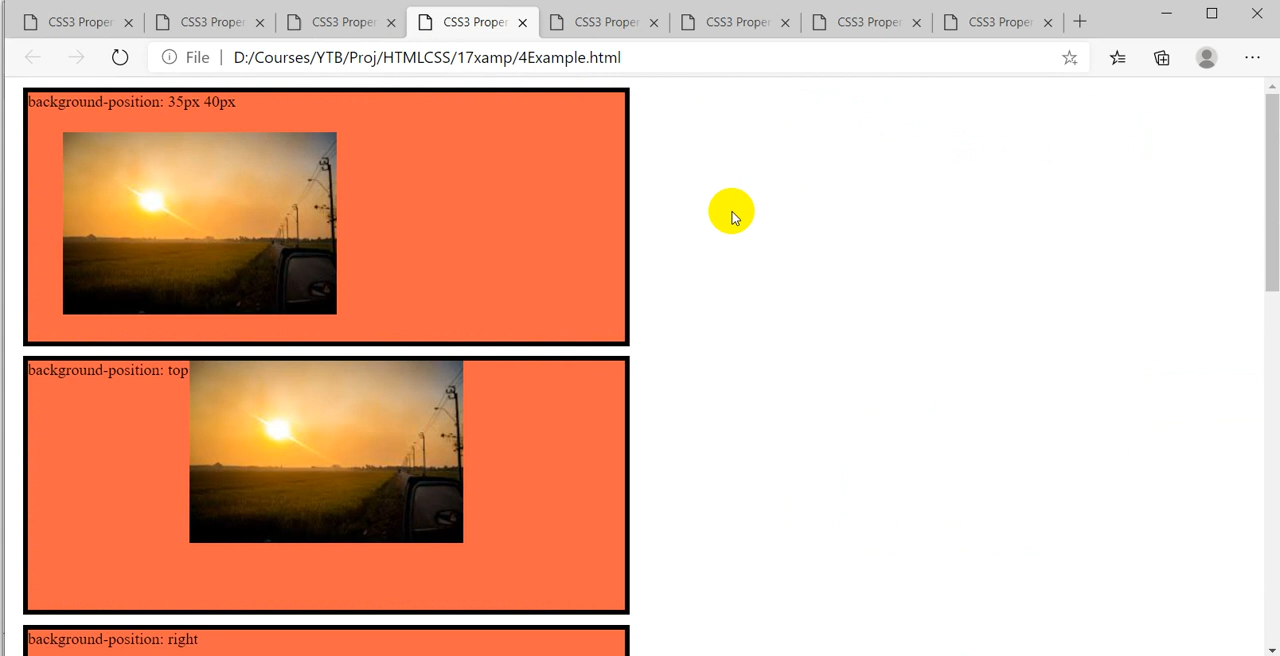 CSS3 Proper CSS3 Proper CSS3 Proper CSS3 Proper CSS3 Proper CSS3 Proper CSS3 Proper CSS3 Proper
File | D:/Courses/YTB/Proj/HTMLCSS/17xamp/4Example.html
background-position: 35px 40px
background-position: top
background-position: right